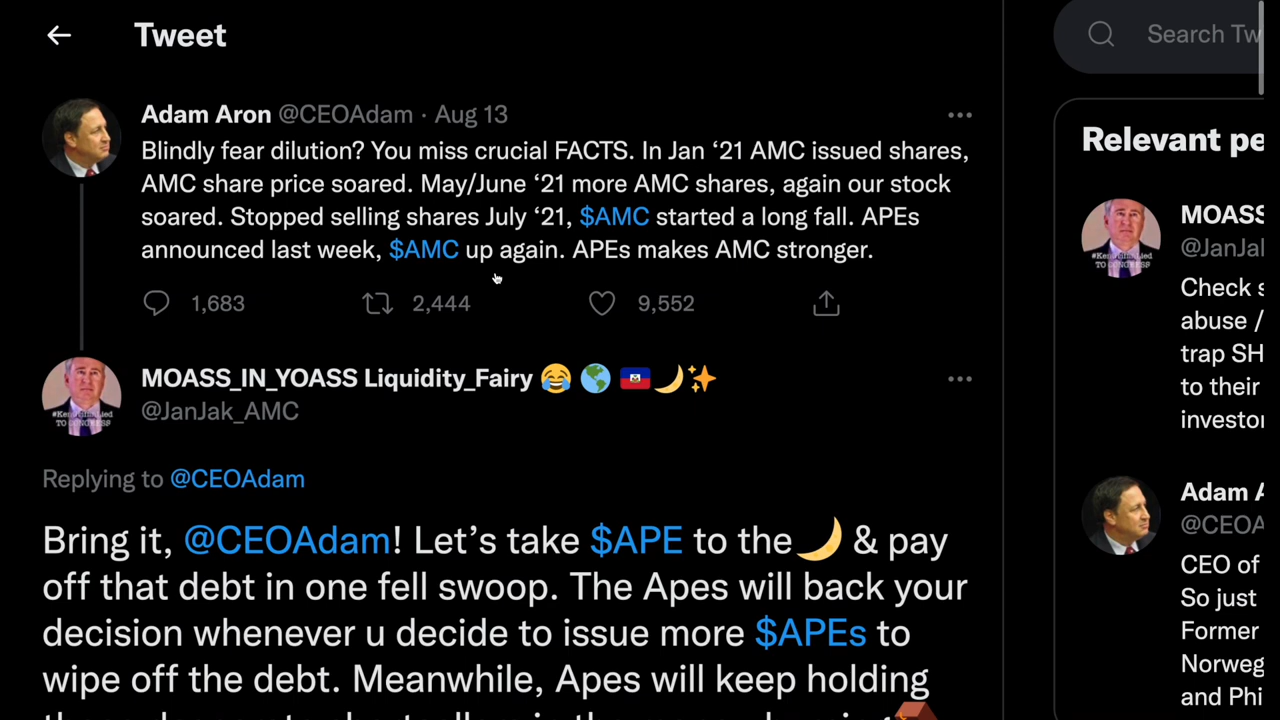 Tweet
Search Tw
Adam Aron @CEOAdam · Aug 13
Blindly fear dilution? You miss crucial FACTS. In Jan ‘21 AMC issued shares,
AMC share price soared. May/June ‘21 more AMC shares, again our stock
soared. Stopped selling shares July ‘21, $AMC started a long fall. APEs
announced last week, $AMC up again. APEs makes AMC stronger.
1,683 2,444 9,552
MOASS_IN_YOASS Liquidity_Fairy 😂 🌎 🇭🇹 🌙✨
@JanJak_AMC
Replying to @CEOAdam
Bring it, @CEOAdam! Let’s take $APE to the🌙 & pay
off that debt in one fell swoop. The Apes will back your
decision whenever u decide to issue more $APEs to
wipe off the debt. Meanwhile, Apes will keep holding
Relevant pe
MOASS
@JanJa
Check s
abuse /
trap SH
to their
investo
Adam A
@CEOA
CEO of
So just
Former
Norweg
and Phi
TO CONGRESS